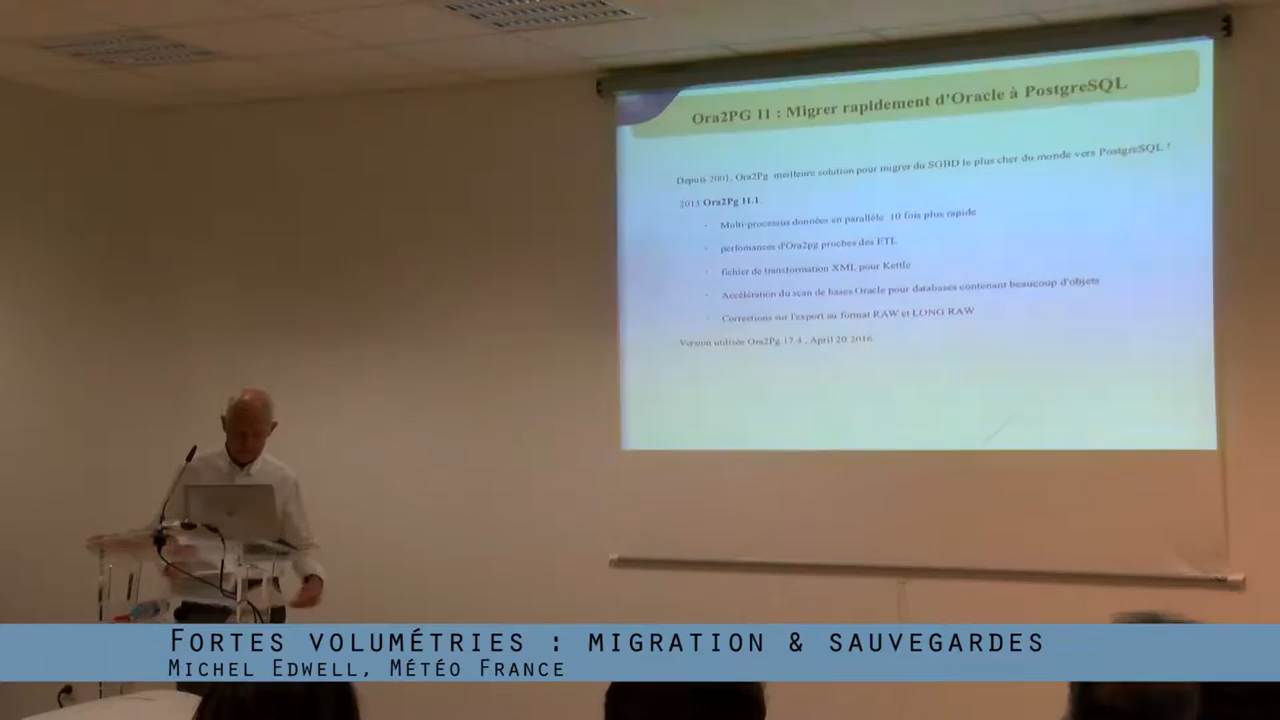 Ora2PG 11 : Migrer rapidement d'Oracle à PostgreSQL
Depuis 2001, Ora2Pg meilleure solution pour migrer du SGBD le plus cher du monde vers PostgreSQL !
2013 Ora2Pg 11.1.
- Multi-processus données en parallèle 10 fois plus rapide
- perfomances d'Ora2pg proches des ETL
- fichier de transformation XML pour Kettle
- Accélération du scan de bases Oracle pour databases contenant beaucoup d'objets
- Corrections sur l'export au format RAW et LONG RAW
Version utilisée Ora2Pg 17.4 , April 20 2016
Fortes volumétries : migration & sauvegardes
Michel Edwell, Météo France